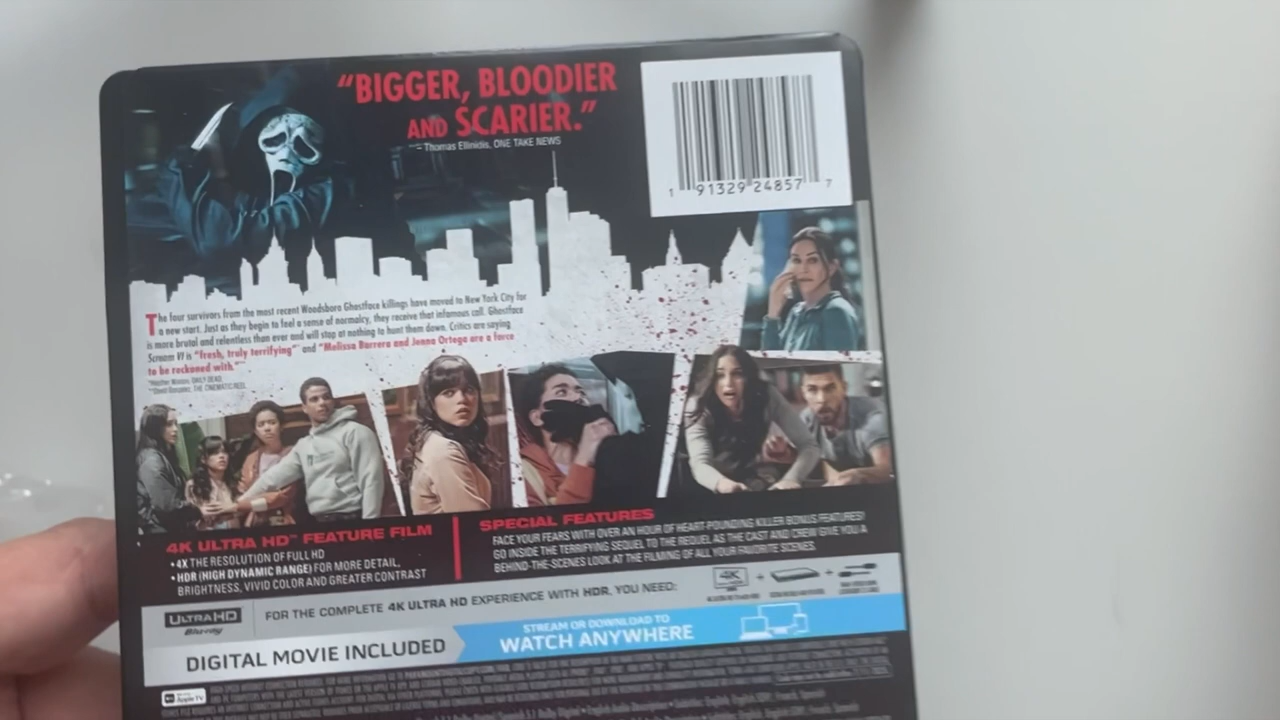 “BIGGER, BLOODIER
AND SCARIER.”
Thomas Ellinidis, ONE TAKE NEWS
1 91329 24857 7
The four survivors from the most recent Woodsboro Ghostface killings have moved to New York City for
a new start. Just as they begin to feel a sense of normalcy, they receive that infamous call. Ghostface
is more brutal and relentless than ever and will stop at nothing to hunt them down. Critics are saying
Scream VI is “fresh, truly terrifying” and “Melissa Barrera and Jenna Ortega are a force
to be reckoned with.”
DAILY DEAD
THE CINEMATIC REEL
4K ULTRA HD™ FEATURE FILM
• 4X THE RESOLUTION OF FULL HD
• HDR (HIGH DYNAMIC RANGE) FOR MORE DETAIL,
BRIGHTNESS, VIVID COLOR AND GREATER CONTRAST
SPECIAL FEATURES
FACE YOUR FEARS WITH OVER AN HOUR OF HEART-POUNDING KILLER BONUS FEATURES!
GO INSIDE THE TERRIFYING SEQUEL TO THE REQUEL AS THE CAST AND CREW GIVE YOU A
BEHIND-THE-SCENES LOOK AT THE FILMING OF ALL YOUR FAVORITE SCENES.
ULTRA HD
Blu-ray
FOR THE COMPLETE 4K ULTRA HD EXPERIENCE WITH HDR, YOU NEED:
4K + +
DIGITAL MOVIE INCLUDED
STREAM OR DOWNLOAD TO
WATCH ANYWHERE
Apple TV